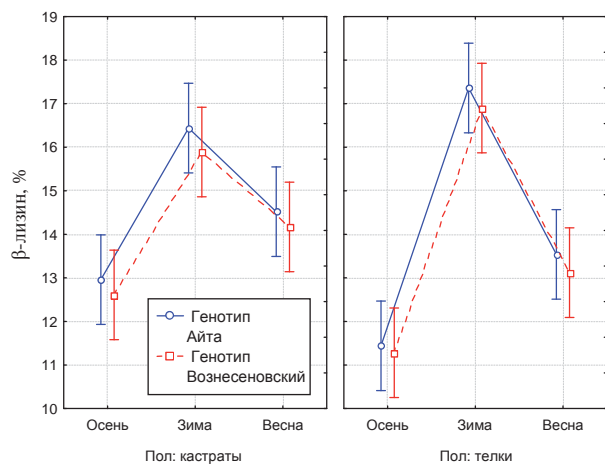 β-лизин, %
19
18
17
16
15
14
13
12
11
10
Генотип
Айта
Генотип
Вознесеновский
Осень Зима Весна
Осень Зима Весна
Пол: кастраты
Пол: телки